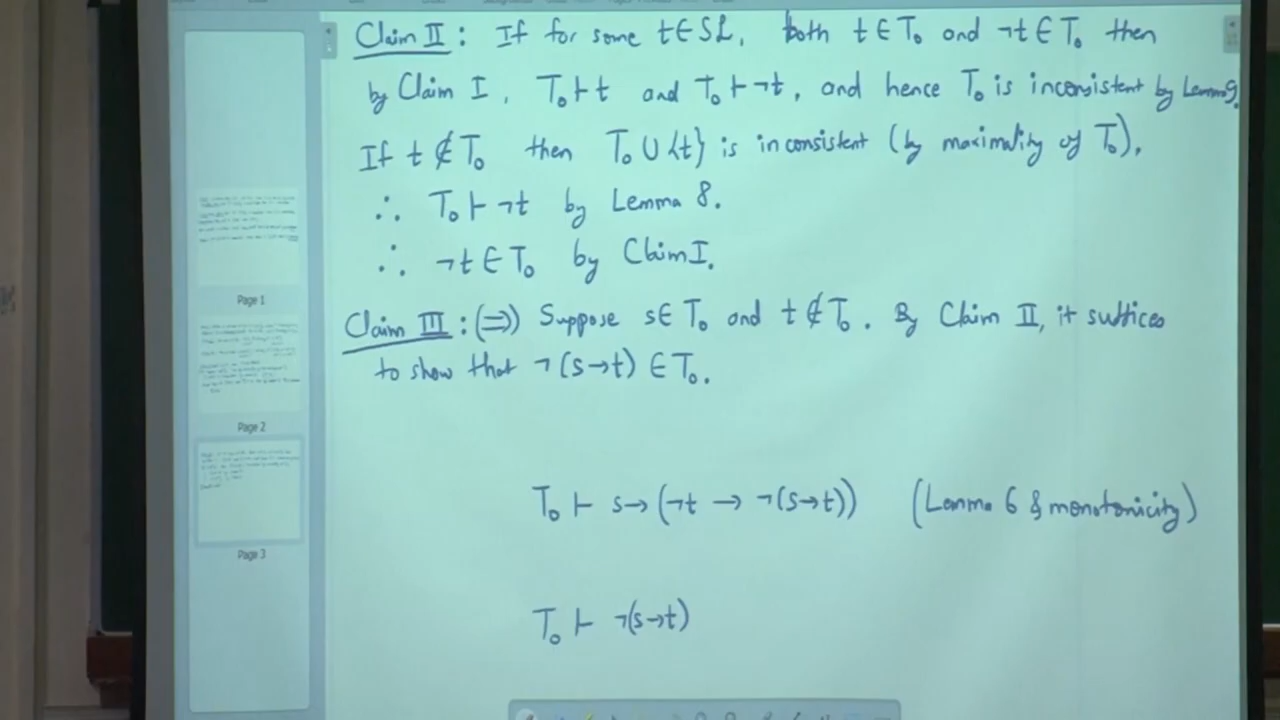 Claim II : If for some t ∈ SL, both t ∈ T₀ and ¬t ∈ T₀ then
by Claim I, T₀ ⊢ t and T₀ ⊢ ¬t, and hence T₀ is inconsistent by Lemma 9.
If t ∉ T₀ then T₀ ∪ {t} is inconsistent (by maximality of T₀).
∴ T₀ ⊢ ¬t by Lemma 8.
∴ ¬t ∈ T₀ by Claim I.
Claim III : (⇒) Suppose s ∈ T₀ and t ∉ T₀. By Claim II, it suffices
to show that ¬(s→t) ∈ T₀.
T₀ ⊢ s→(¬t → ¬(s→t)) (Lemma 6 & monotonicity)
T₀ ⊢ ¬(s→t)
Page 1
Page 2
Page 3